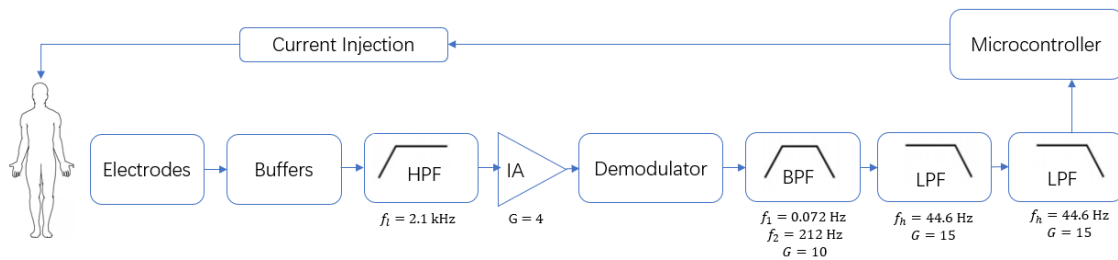 Current Injection
Microcontroller
Electrodes
Buffers
HPF
IA
Demodulator
BPF
LPF
LPF
f_l = 2.1 kHz
G = 4
f_1 = 0.072 Hz
f_2 = 212 Hz
G = 10
f_h = 44.6 Hz
G = 15
f_h = 44.6 Hz
G = 15